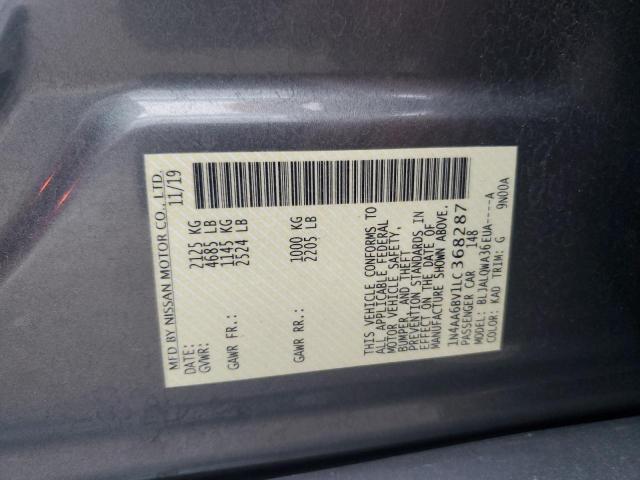 MFD BY NISSAN MOTOR CO., LTD.
DATE: 11/19
GVWR: 2125 KG
4685 LB
GAWR FR.: 1145 KG
2524 LB
GAWR RR.: 1000 KG
2205 LB
THIS VEHICLE CONFORMS TO
ALL APPLICABLE FEDERAL
MOTOR VEHICLE SAFETY,
BUMPER, AND THEFT
PREVENTION STANDARDS IN
EFFECT ON THE DATE OF
MANUFACTURE SHOWN ABOVE.
1N4AA6BV1LC368287
PASSENGER CAR 148
MODEL: BLJALQWA36EUA-----A
COLOR: KAD TRIM: G 9N00A